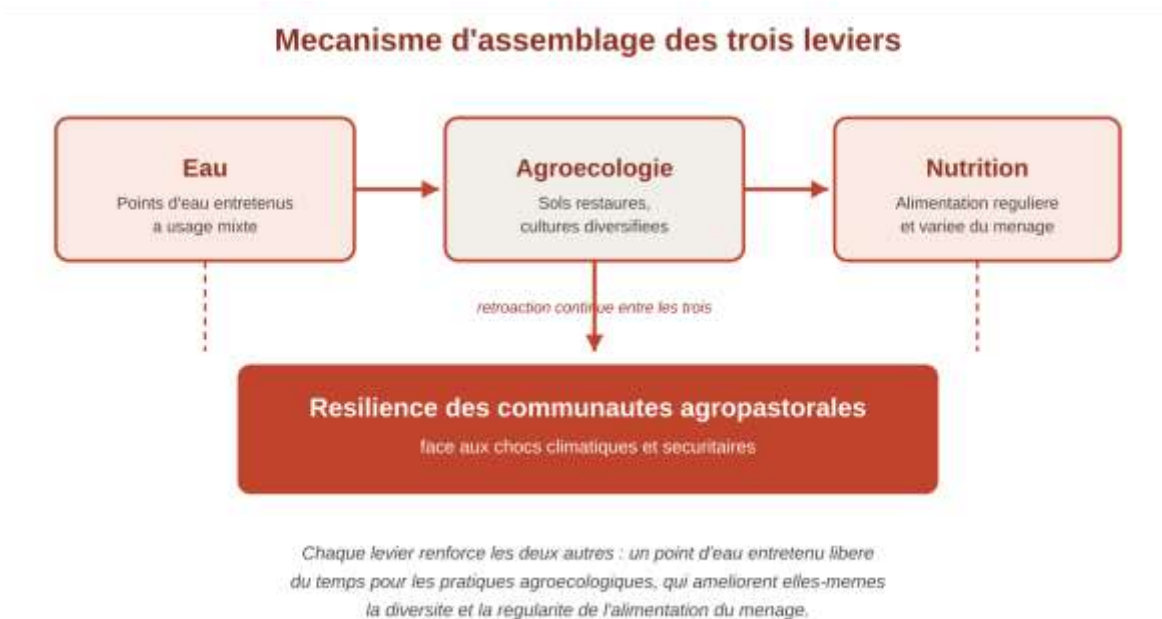 Mecanisme d'assemblage des trois leviers
Eau
Points d'eau entretenus
a usage mixte
Agroecologie
Sols restaures,
cultures diversifiees
Nutrition
Alimentation reguliere
et variee du menage
retroaction continue entre les trois
Resilience des communautes agropastorales
face aux chocs climatiques et securitaires
Chaque levier renforce les deux autres : un point d'eau entretenu libere
du temps pour les pratiques agroecologiques, qui ameliorent elles-memes
la diversite et la regularite de l'alimentation du menage.